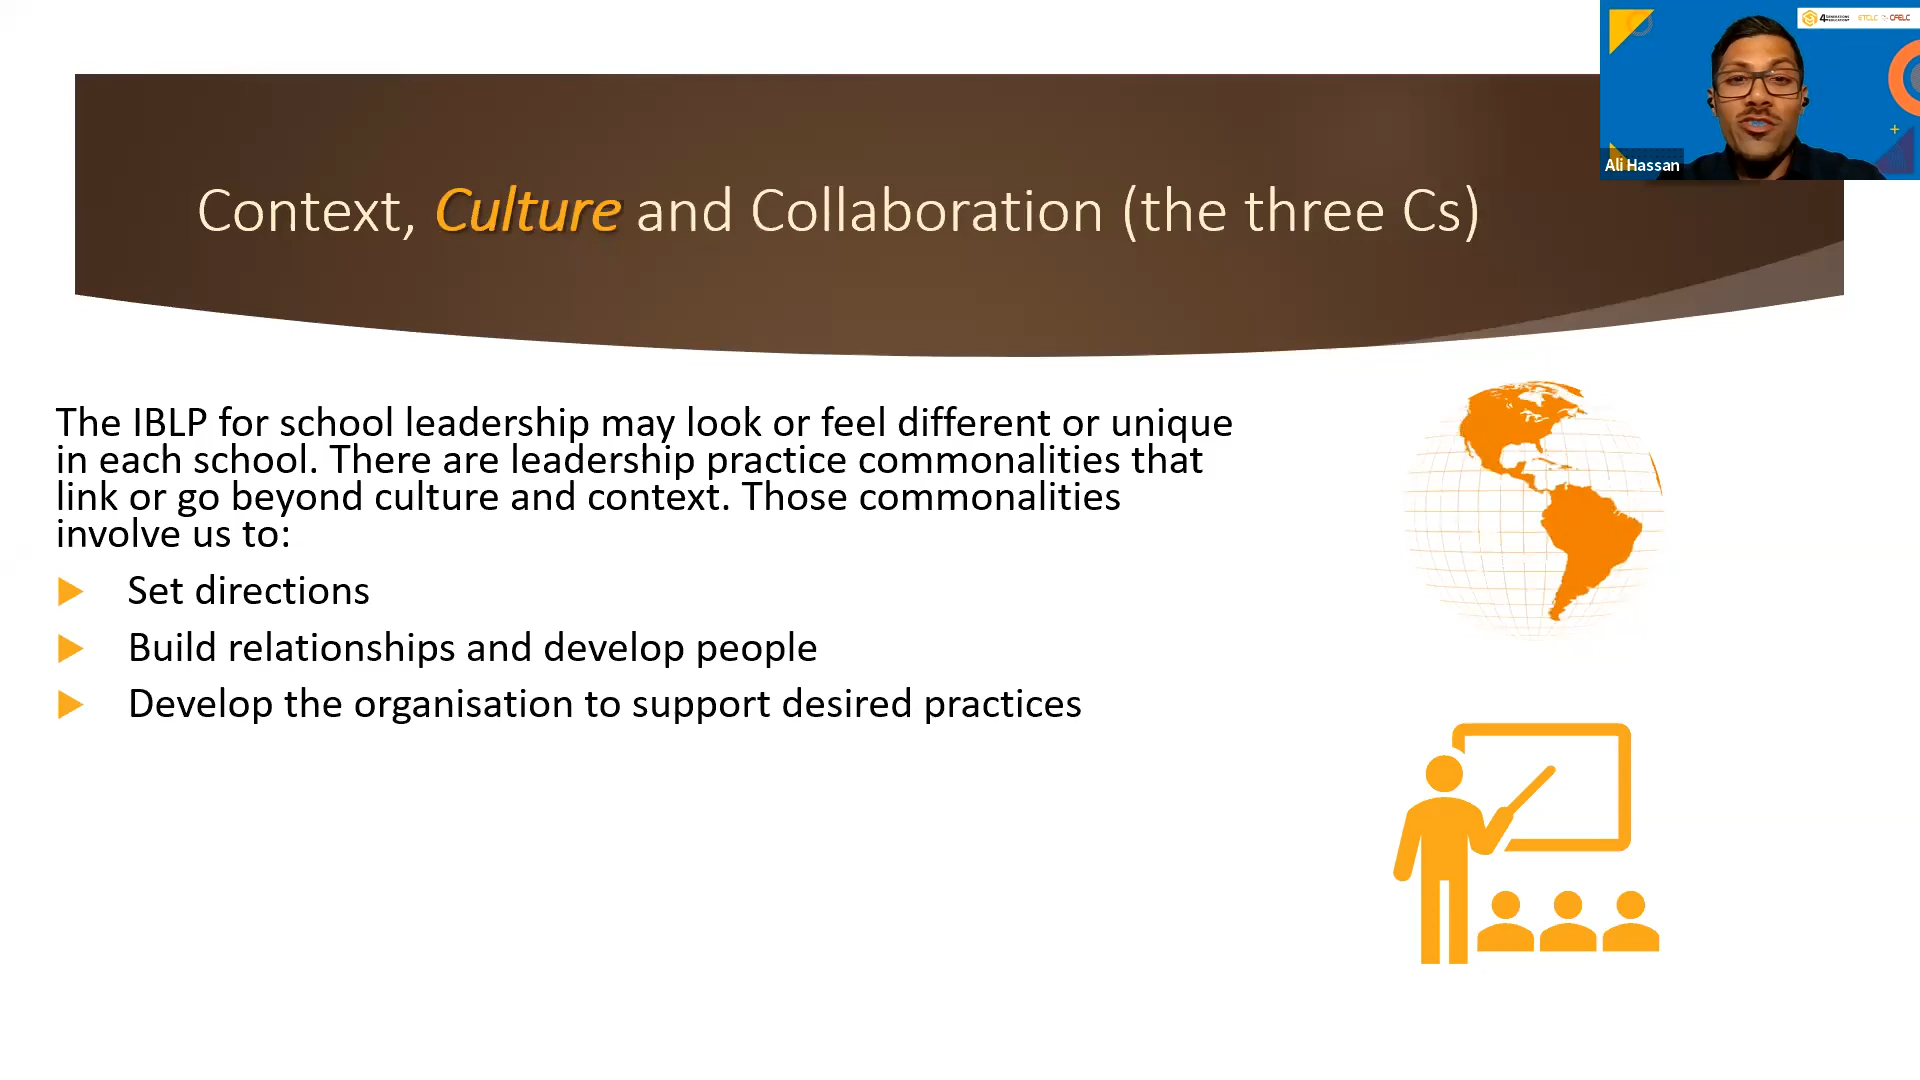 Context, Culture and Collaboration (the three Cs)
Ali Hassan
The IBLP for school leadership may look or feel different or unique
in each school. There are leadership practice commonalities that
link or go beyond culture and context. Those commonalities
involve us to:
Set directions
Build relationships and develop people
Develop the organisation to support desired practices